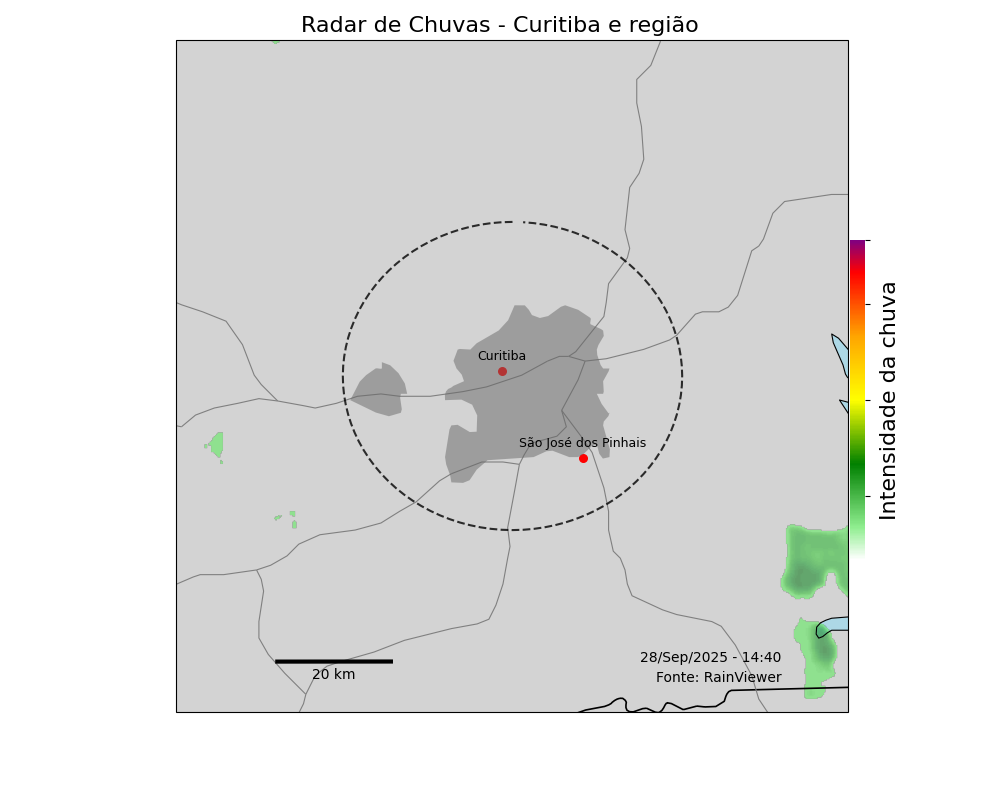 Radar de Chuvas - Curitiba e região
Curitiba
São José dos Pinhais
Intensidade da chuva
28/Sep/2025 - 14:40
Fonte: RainViewer
20 km